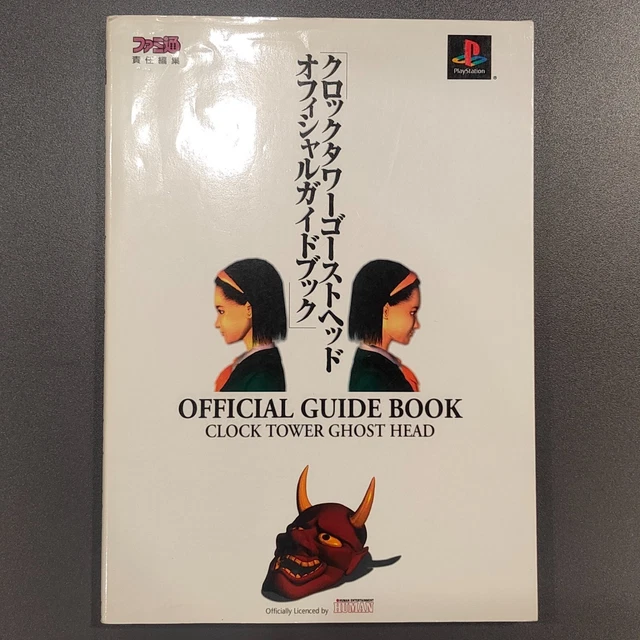 ファミ通
責任編集
PlayStation
®
「クロックタワーゴーストヘッド
オフィシャルガイドブック」
OFFICIAL GUIDE BOOK
CLOCK TOWER GHOST HEAD
Officially Licenced by
HUMAN ENTERTAINMENT
HUMAN